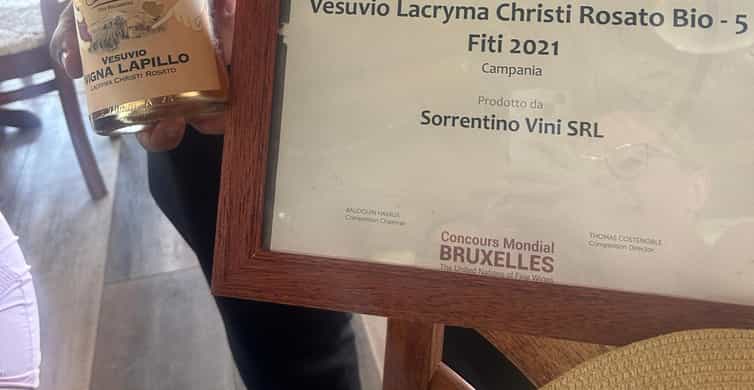 VESUVIO
VIGNA LAPILLO
LACRYMA CHRISTI ROSATO
Vesuvio Lacryma Christi Rosato Bio - 5
Fiti 2021
Campania
Prodotto da
Sorrentino Vini SRL
BAUDOUIN HAVAUX
Competition Chairman
THOMAS COSTENOBLE
Competition Director
Concours Mondial
BRUXELLES
The United Nations of Fine Wines